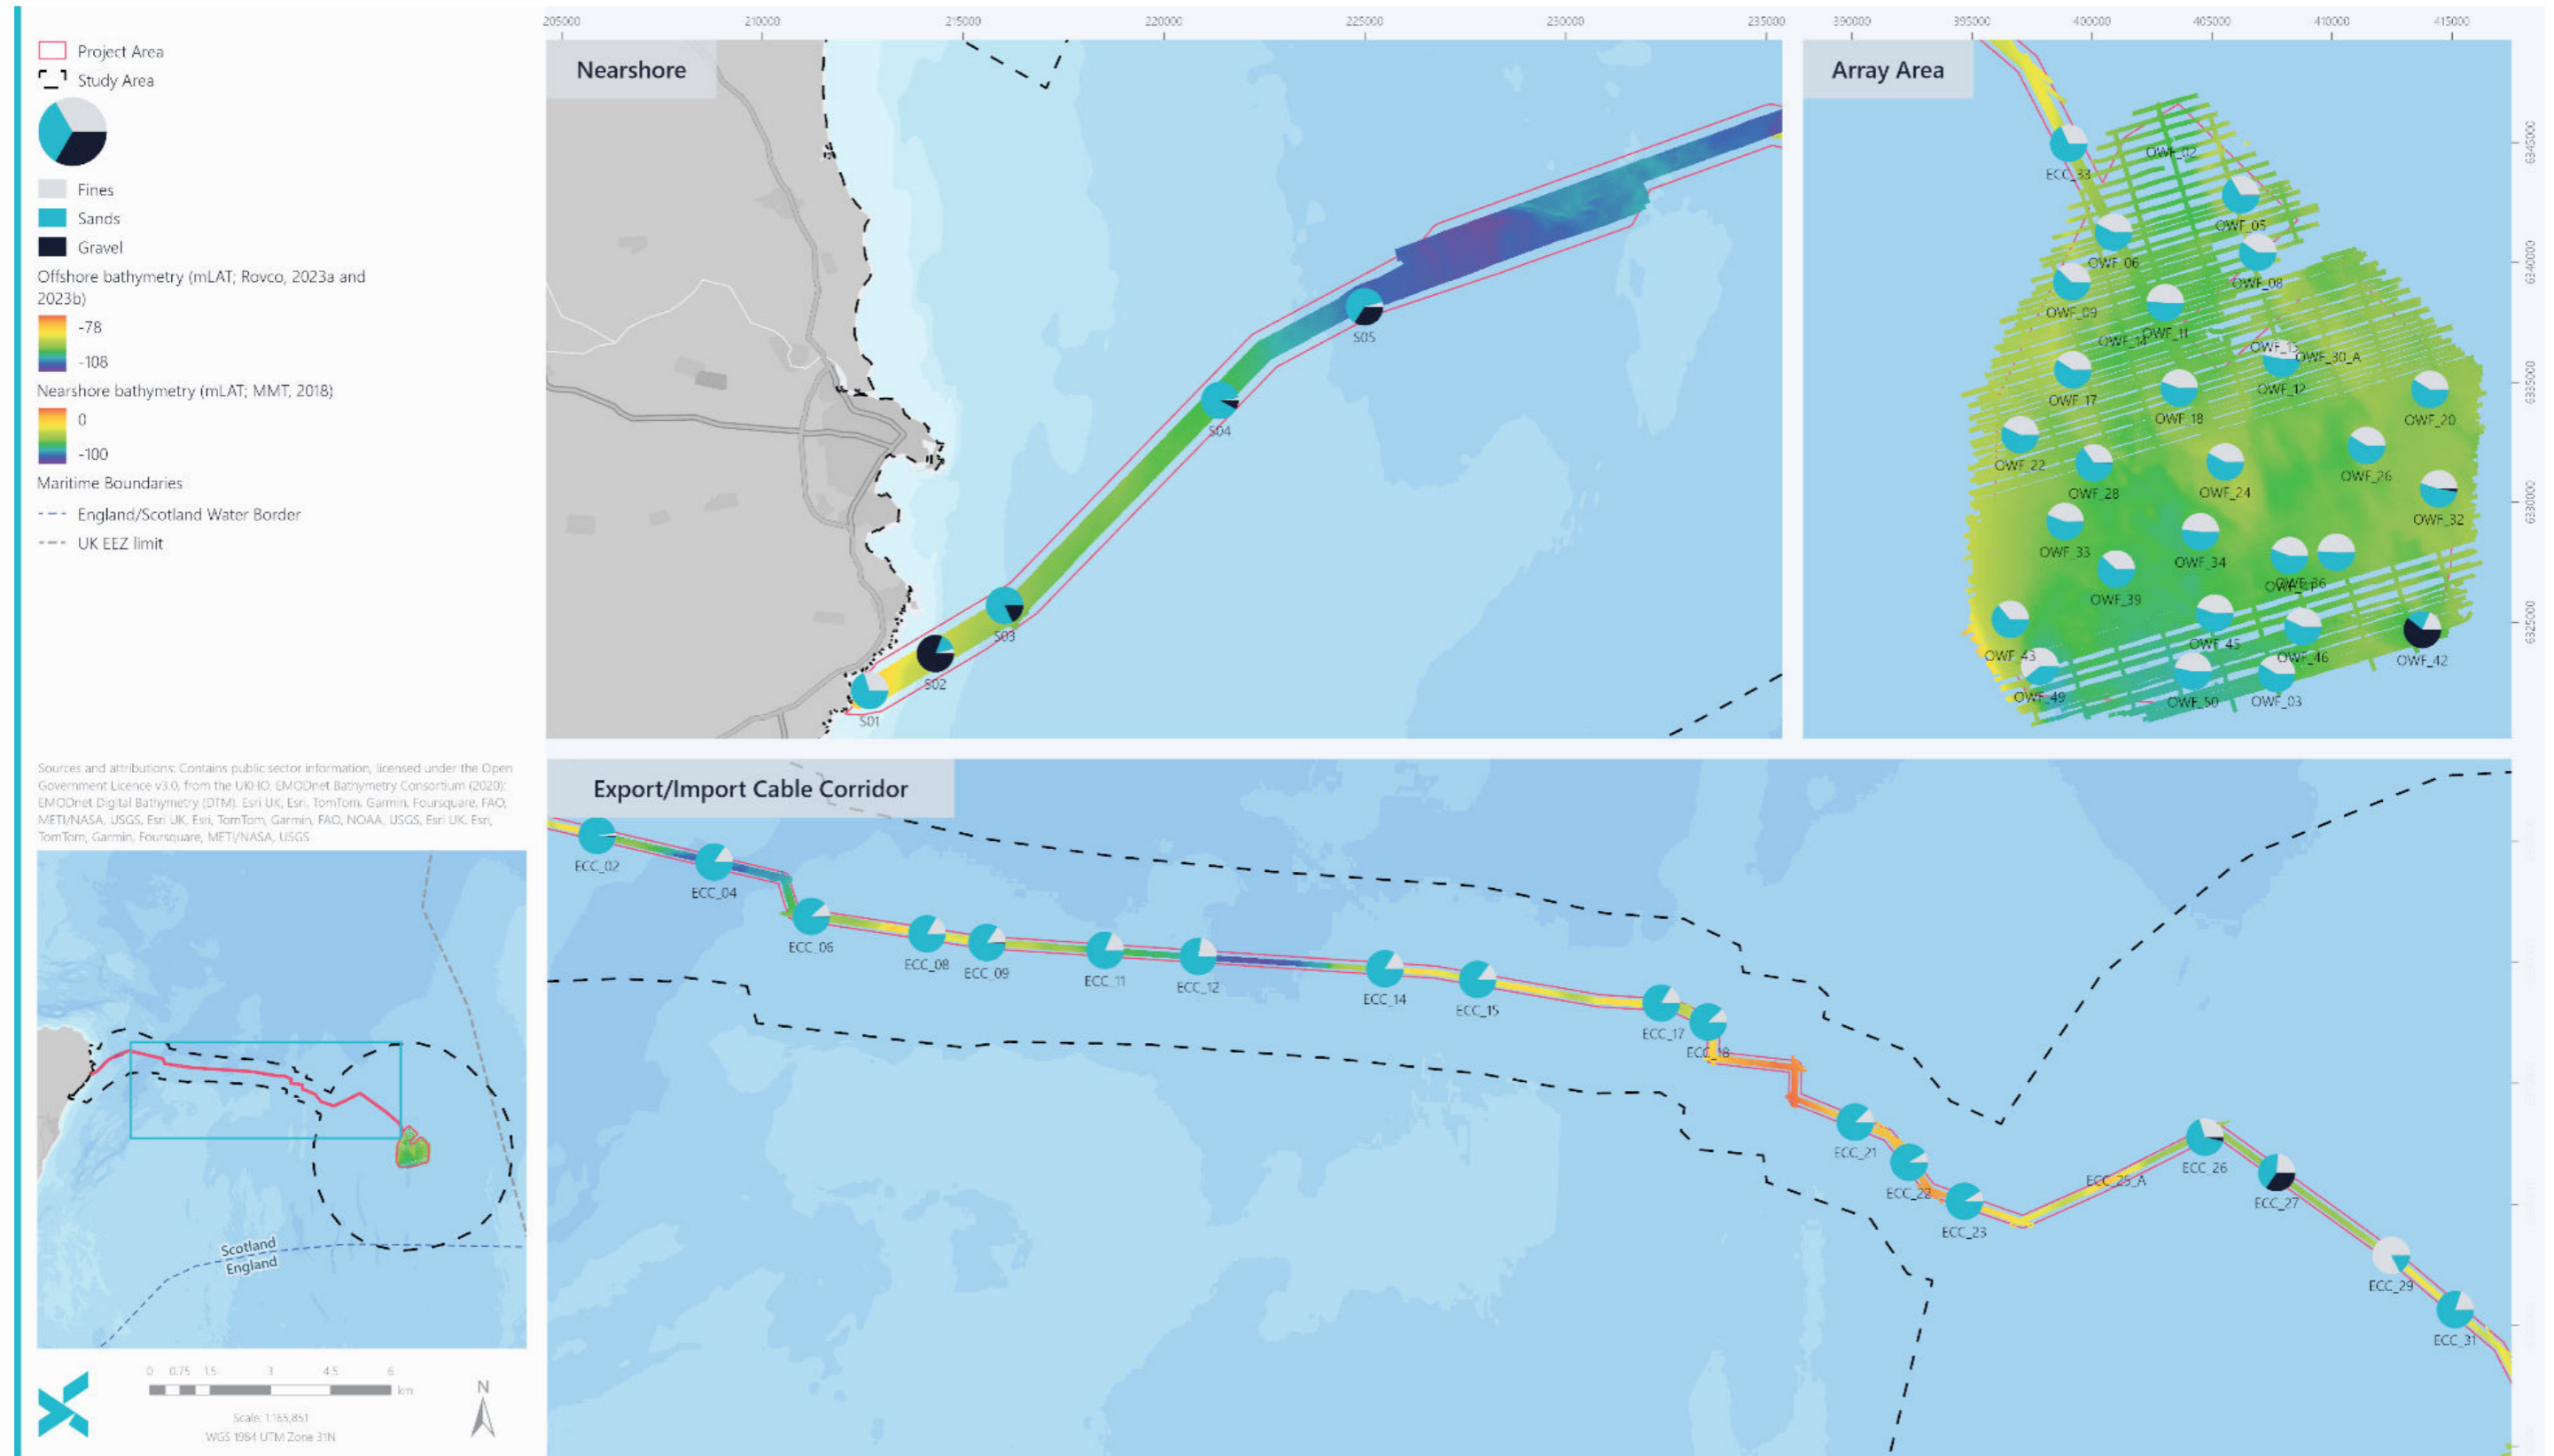 Project Area
Study Area
Fines
Sands
Gravel
Offshore bathymetry (mLAT; Rovco, 2023a and
2023b)
-78
-108
Nearshore bathymetry (mLAT; MMT, 2018)
0
-100
Maritime Boundaries
England/Scotland Water Border
UK EEZ limit
Sources and attributions: Contains public sector information, licensed under the Open
Government Licence v3.0, from the UKHO. EMODnet Bathymetry Consortium (2020):
EMODnet Digital Bathymetry (DTM). Esri UK, Esri, TomTom, Garmin, Foursquare, FAO,
METI/NASA, USGS, Esri UK, Esri, TomTom, Garmin, FAO, NOAA, USGS, Esri UK, Esri,
TomTom, Garmin, Foursquare, METI/NASA, USGS
Scotland
England
0 0.75 1.5 3 4.5 6
km
N
Scale: 1:165,851
WGS 1984 UTM Zone 31N
205000 210000 215000 220000 225000 230000 235000
Nearshore
S05
S04
S03
S02
S01
390000 395000 400000 405000 410000 415000
Array Area
6345000
6340000
6335000
6330000
6325000
OWF_02
ECC_33
OWF_05
OWF_06
OWF_08
OWF_09
OWF_11
OWF_14
OWF_15
OWF_30_A
OWF_12
OWF_17
OWF_18
OWF_20
OWF_22
OWF_26
OWF_28
OWF_24
OWF_32
OWF_33
OWF_34
OWF_36
OWF_39
OWF_45
OWF_43
OWF_46
OWF_42
OWF_49
OWF_50
OWF_03
Export/Import Cable Corridor
ECC_02
ECC_04
ECC_06
ECC_08
ECC_09
ECC_11
ECC_12
ECC_14
ECC_15
ECC_17
ECC_18
ECC_21
ECC_22
ECC_23
ECC_25_A
ECC_26
ECC_27
ECC_29
ECC_31